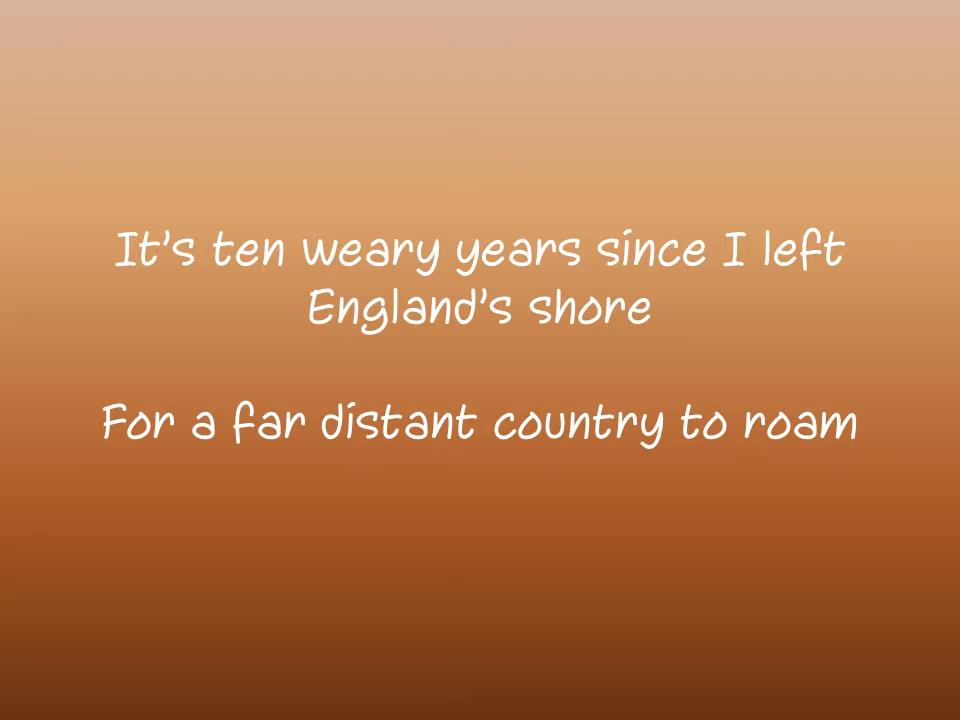 It's ten weary years since I left
England's shore
For a far distant country to roam